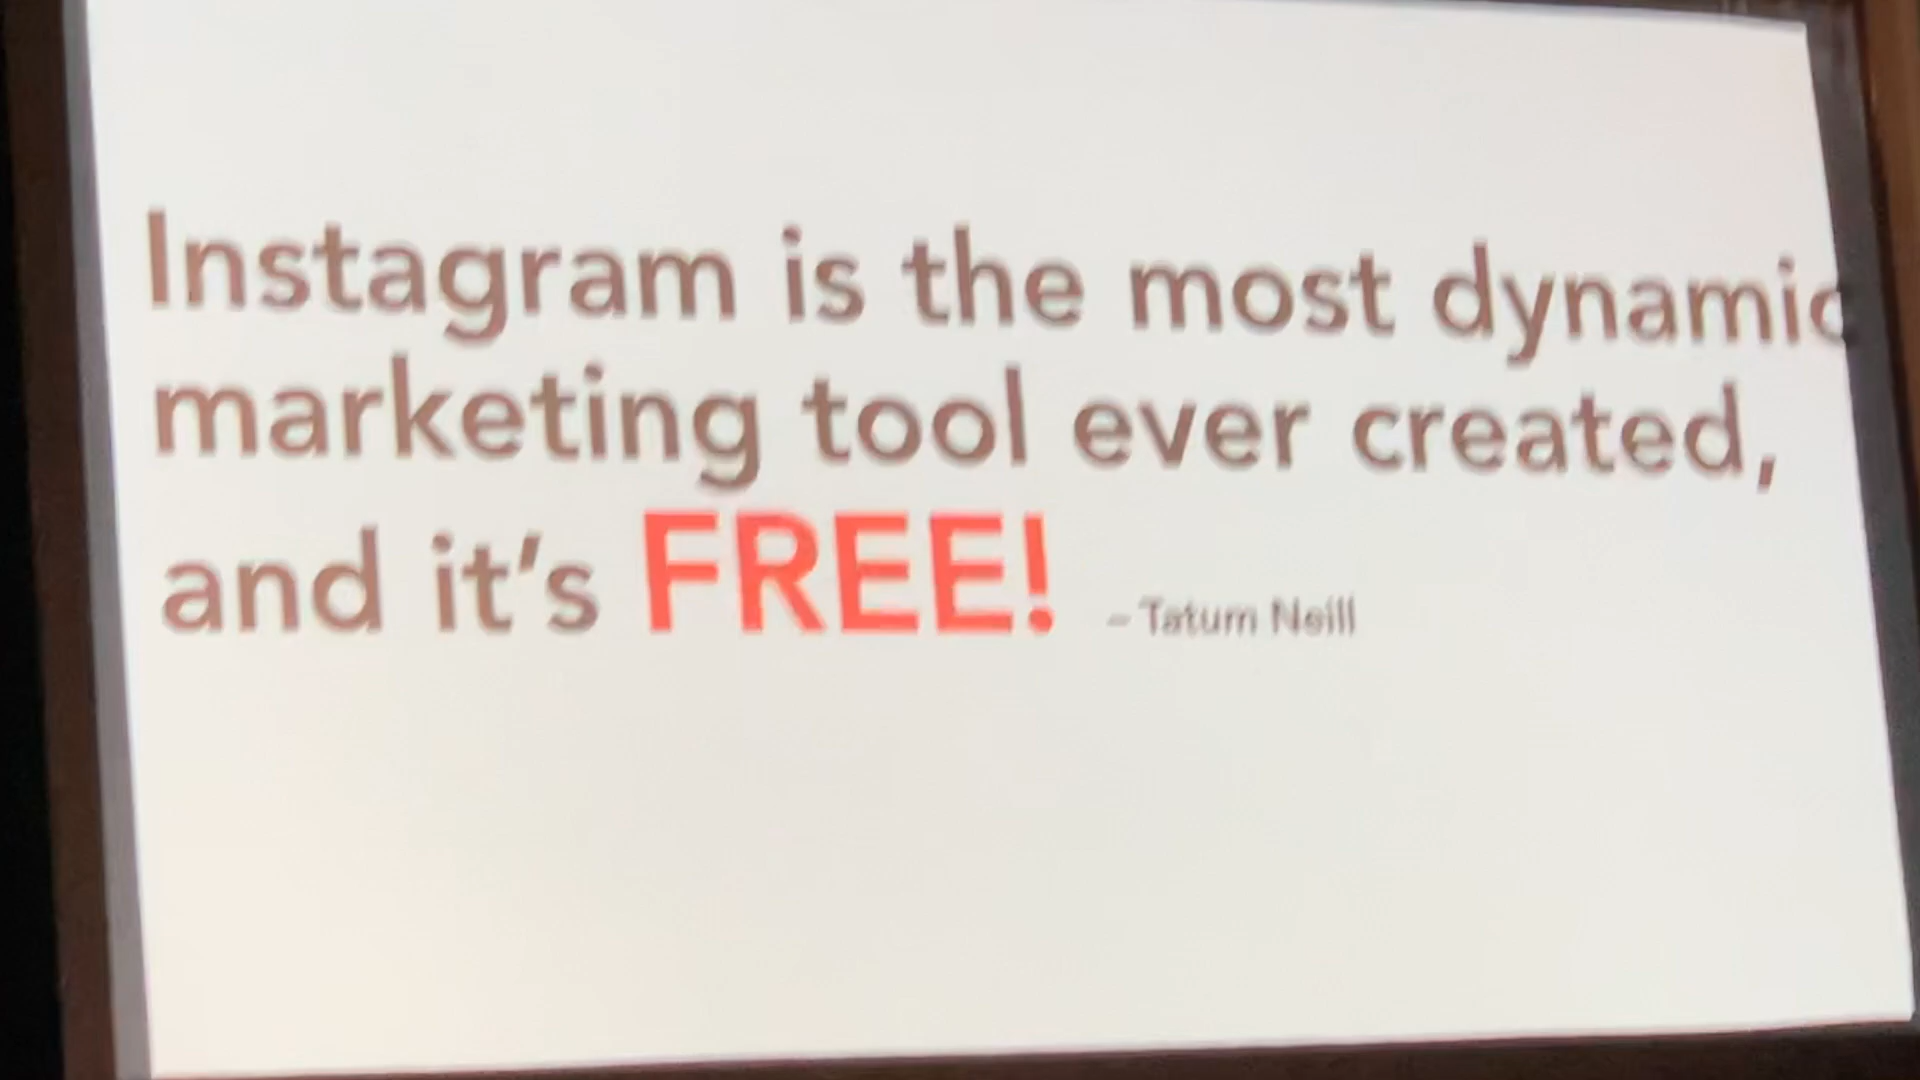 Instagram is the most dynamic
marketing tool ever created,
and it's FREE! – Tatum Neill